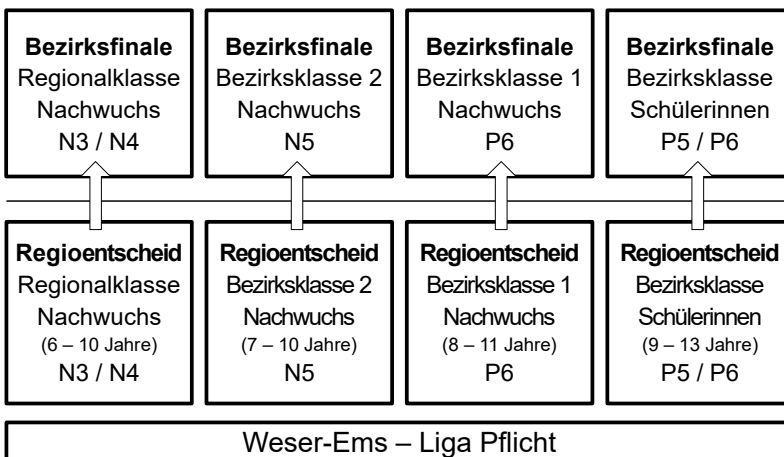 Bezirksfinale
Regionalklasse
Nachwuchs
N3 / N4
Bezirksfinale
Bezirksklasse 2
Nachwuchs
N5
Bezirksfinale
Bezirksklasse 1
Nachwuchs
P6
Bezirksfinale
Bezirksklasse
Schülerinnen
P5 / P6
Regioentscheid
Regionalklasse
Nachwuchs
(6 – 10 Jahre)
N3 / N4
Regioentscheid
Bezirksklasse 2
Nachwuchs
(7 – 10 Jahre)
N5
Regioentscheid
Bezirksklasse 1
Nachwuchs
(8 – 11 Jahre)
P6
Regioentscheid
Bezirksklasse
Schülerinnen
(9 – 13 Jahre)
P5 / P6
Weser-Ems – Liga Pflicht